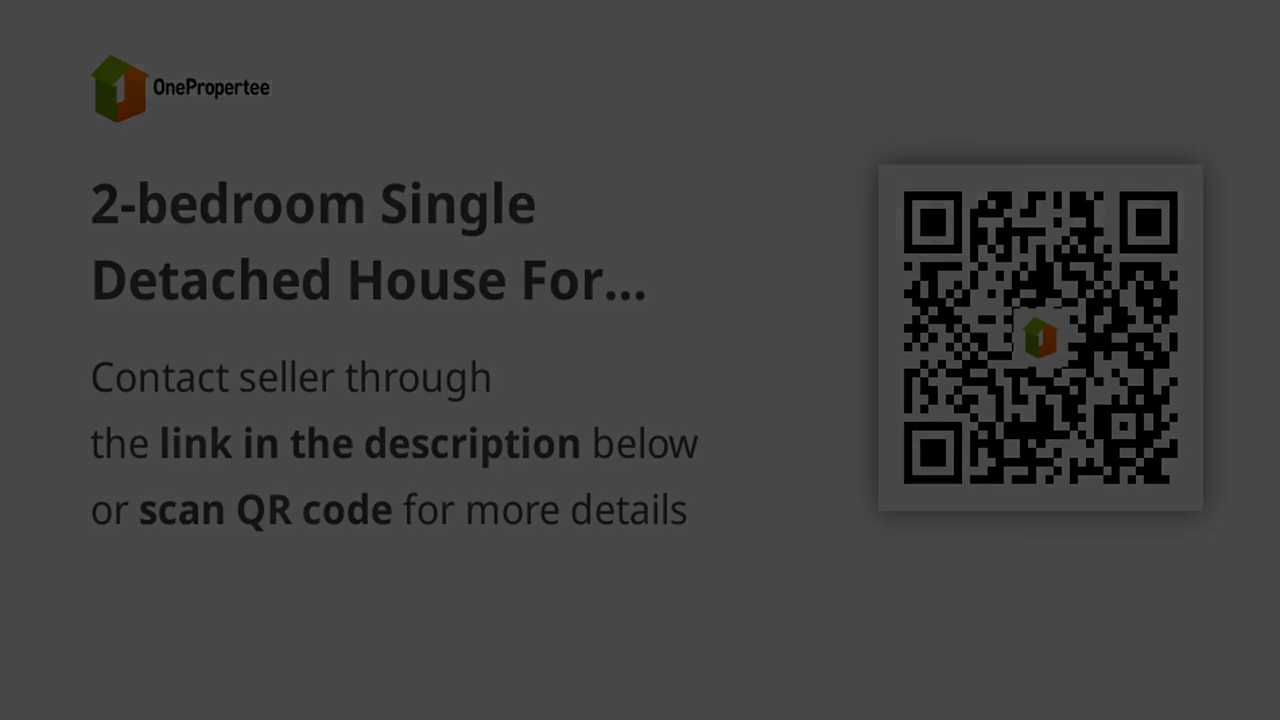 OnePropertee
2-bedroom Single
Detached House For...
Contact seller through
the link in the description below
or scan QR code for more details